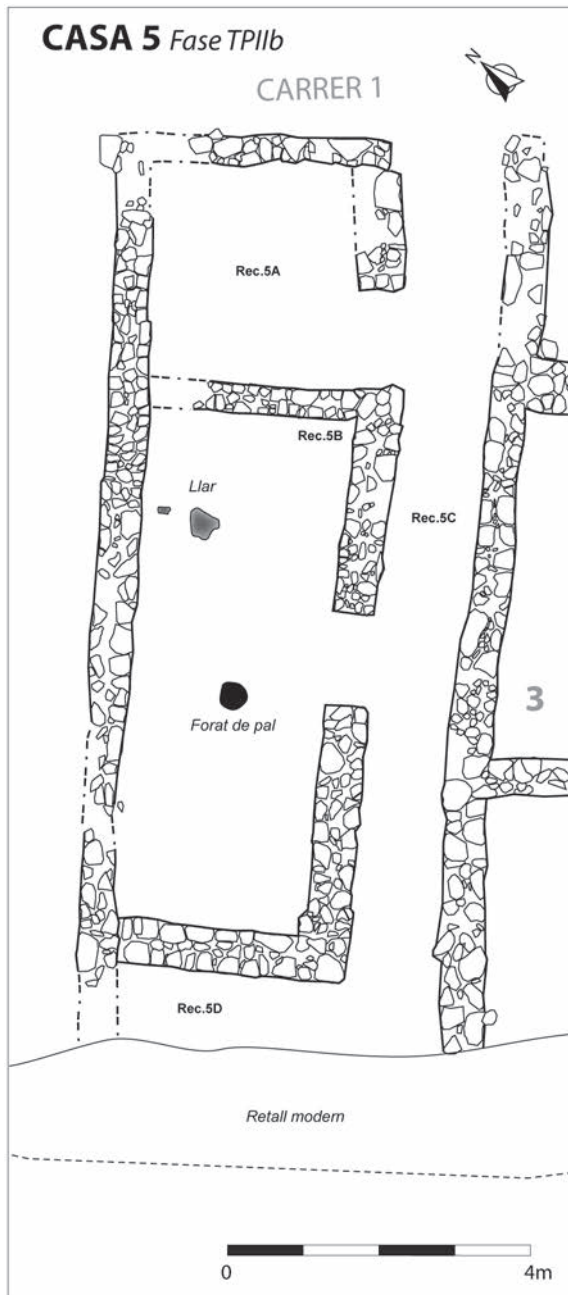 CASA 5 Fase TPIIb
N
CARRER 1
Rec.5A
Rec.5B
Llar
Rec.5C
3
Forat de pal
Rec.5D
Retall modern
0 4m